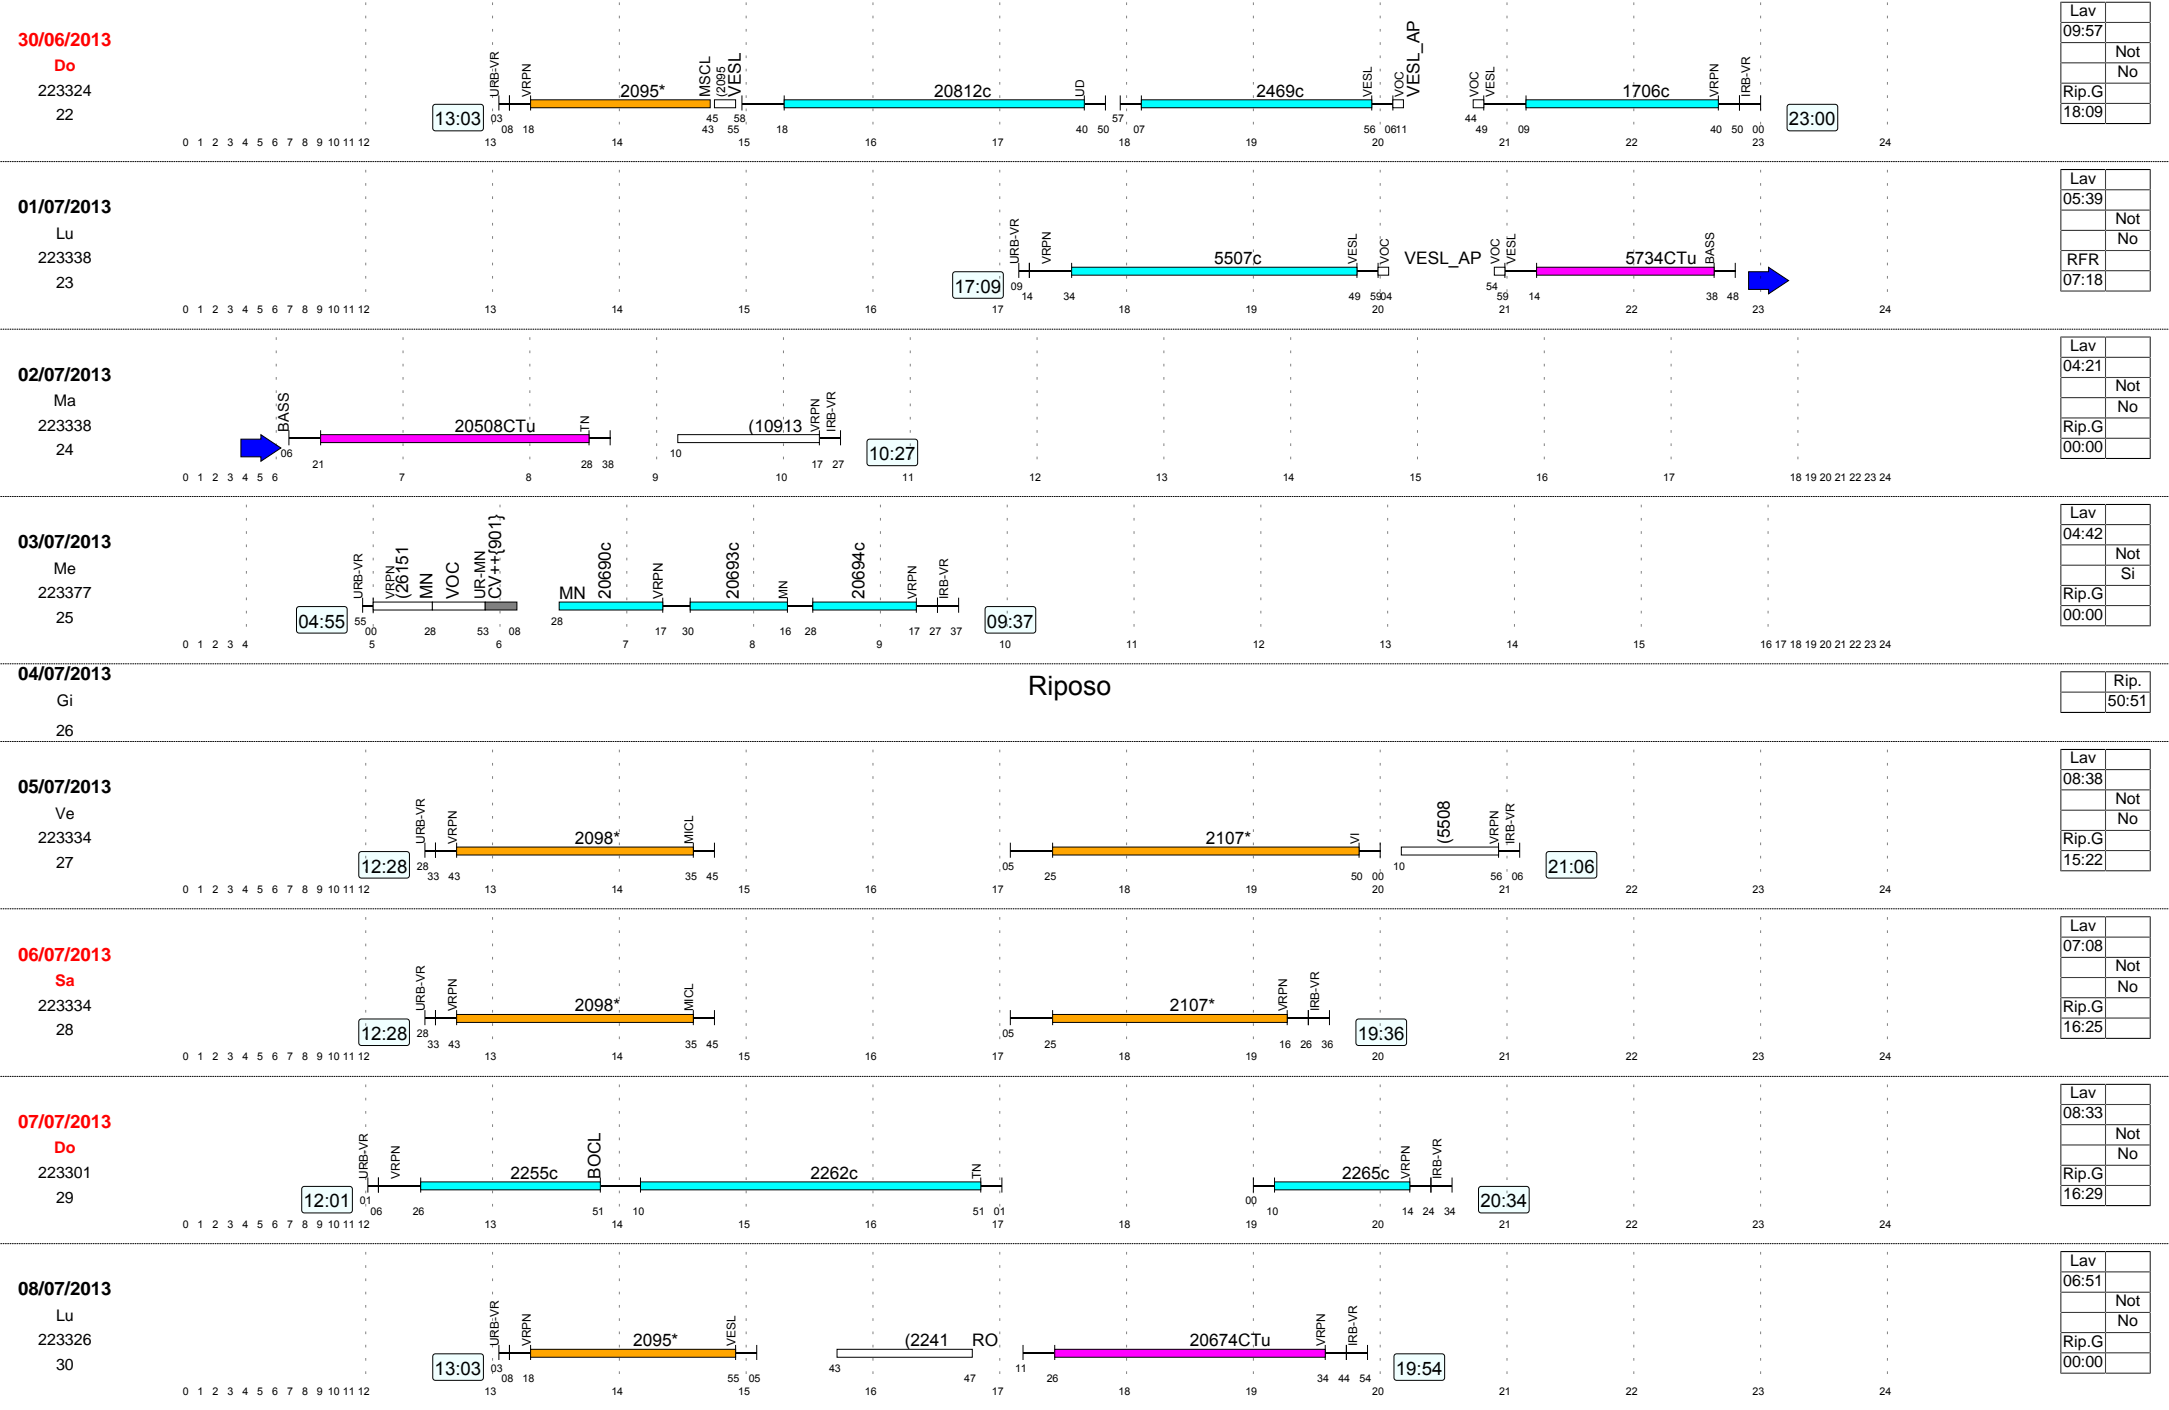 30/06/2013
Do
223324
22
13:03
URB-VR VRPN 2095* MSCL (2095 VESL 20812c UD 2469c VESL VOC VESL_AP VOC VESL 1706c VRPN IRB-VR
03 08 18 43 45 55 58 18 40 50 57 07 56 06 11 44 49 09 40 50 00
23:00
0 1 2 3 4 5 6 7 8 9 10 11 12 13 14 15 16 17 18 19 20 21 22 23 24
Lav
09:57
Not
No
Rip.G
18:09
01/07/2013
Lu
223338
23
17:09
URB-VR VRPN 5507c VESL VOC VESL_AP VOC VESL 5734CTu BASS
09 14 34 49 59 04 54 59 14 38 48
0 1 2 3 4 5 6 7 8 9 10 11 12 13 14 15 16 17 18 19 20 21 22 23 24
Lav
05:39
Not
No
RFR
07:18
02/07/2013
Ma
223338
24
BASS 20508CTu TN (10913 VRPN IRB-VR
06 21 28 38 10 17 27
10:27
0 1 2 3 4 5 6 7 8 9 10 11 12 13 14 15 16 17 18 19 20 21 22 23 24
Lav
04:21
Not
No
Rip.G
00:00
03/07/2013
Me
223377
25
04:55
URB-VR VRPN (26151 MN VOC UR-MN CV++{901} MN 20690c VRPN 20693c MN 20694c VRPN IRB-VR
55 00 28 53 08 28 17 30 16 28 17 27 37
09:37
0 1 2 3 4 5 6 7 8 9 10 11 12 13 14 15 16 17 18 19 20 21 22 23 24
Lav
04:42
Not
Si
Rip.G
00:00
04/07/2013
Gi
26
Riposo
Rip.
50:51
05/07/2013
Ve
223334
27
12:28
URB-VR VRPN 2098* MICL 2107* VI (5508 VRPN IRB-VR
28 33 43 35 45 05 25 50 00 10 56 06
21:06
0 1 2 3 4 5 6 7 8 9 10 11 12 13 14 15 16 17 18 19 20 21 22 23 24
Lav
08:38
Not
No
Rip.G
15:22
06/07/2013
Sa
223334
28
12:28
URB-VR VRPN 2098* MICL 2107* VRPN IRB-VR
28 33 43 35 45 05 25 16 26 36
19:36
0 1 2 3 4 5 6 7 8 9 10 11 12 13 14 15 16 17 18 19 20 21 22 23 24
Lav
07:08
Not
No
Rip.G
16:25
07/07/2013
Do
223301
29
12:01
URB-VR VRPN 2255c BOCL 2262c TN 2265c VRPN IRB-VR
01 06 26 51 10 51 01 00 10 14 24 34
20:34
0 1 2 3 4 5 6 7 8 9 10 11 12 13 14 15 16 17 18 19 20 21 22 23 24
Lav
08:33
Not
No
Rip.G
16:29
08/07/2013
Lu
223326
30
13:03
URB-VR VRPN 2095* VESL (2241 RO 20674CTu VRPN IRB-VR
03 08 18 55 05 43 47 11 26 34 44 54
19:54
0 1 2 3 4 5 6 7 8 9 10 11 12 13 14 15 16 17 18 19 20 21 22 23 24
Lav
06:51
Not
No
Rip.G
00:00